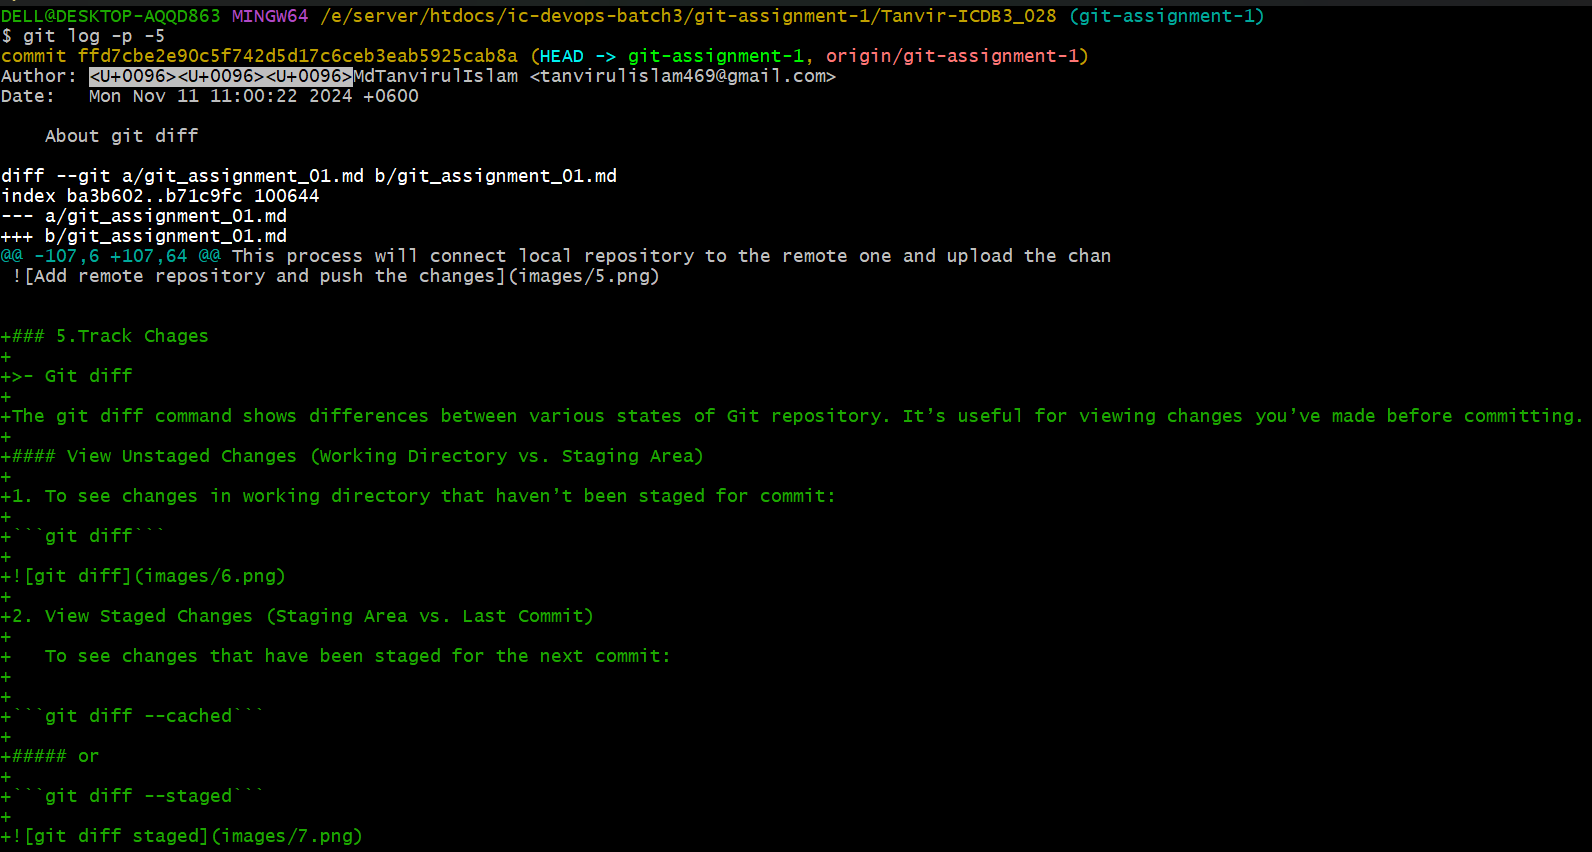 DELL@DESKTOP-AQQD863 MINGW64 /e/server/htdocs/ic-devops-batch3/git-assignment-1/Tanvir-ICDB3_028 (git-assignment-1)
$ git log -p -5
commit ffd7cbe2e90c5f742d5d17c6ceb3eab5925cab8a (HEAD -> git-assignment-1, origin/git-assignment-1)
Author: <U+0096><U+0096><U+0096>MdTanvirulIslam <tanvirulislam469@gmail.com>
Date:   Mon Nov 11 11:00:22 2024 +0600
    About git diff
diff --git a/git_assignment_01.md b/git_assignment_01.md
index ba3b602..b71c9fc 100644
--- a/git_assignment_01.md
+++ b/git_assignment_01.md
@@ -107,6 +107,64 @@ This process will connect local repository to the remote one and upload the chan
 ![Add remote repository and push the changes](images/5.png)
+### 5.Track Chages
+
+>- Git diff
+
+The git diff command shows differences between various states of Git repository. It’s useful for viewing changes you’ve made before committing.
+
+#### View Unstaged Changes (Working Directory vs. Staging Area)
+
+1. To see changes in working directory that haven’t been staged for commit:
+
+```git diff```
+
+![git diff](images/6.png)
+
+2. View Staged Changes (Staging Area vs. Last Commit)
+
+   To see changes that have been staged for the next commit:
+
+
+```git diff --cached```
+
+##### or
+
+```git diff --staged```
+
+![git diff staged](images/7.png)